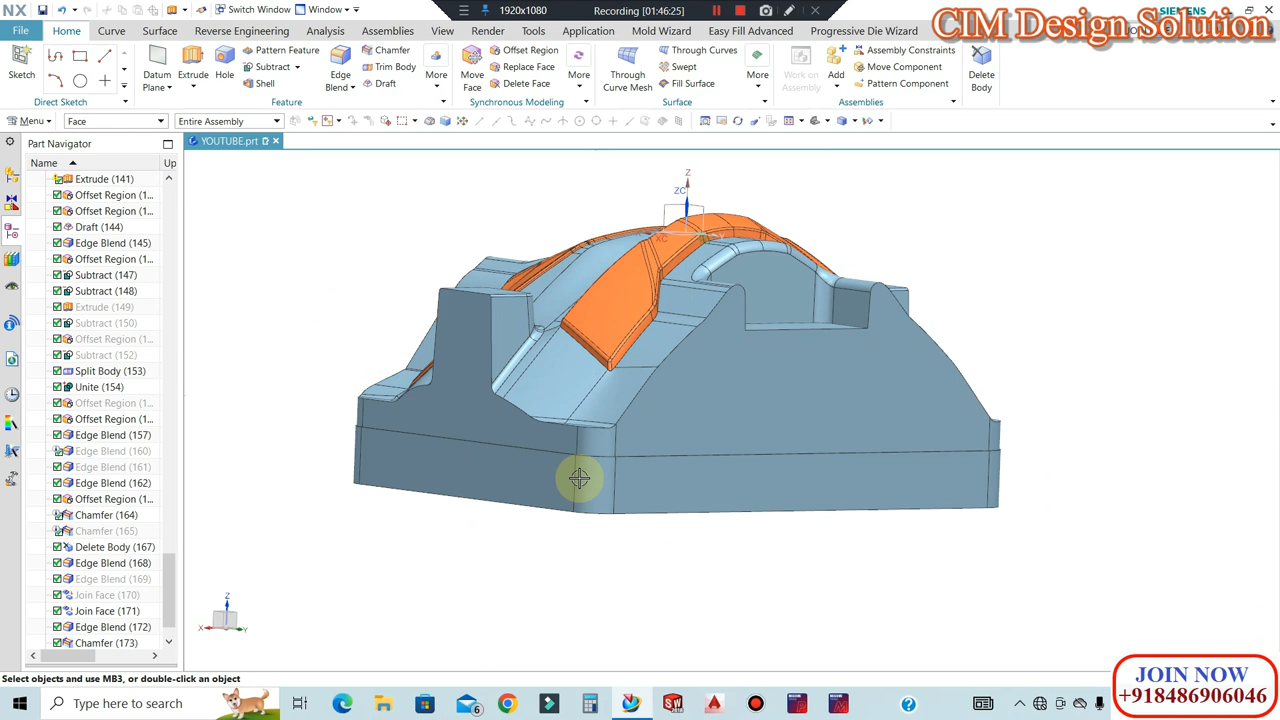 NX
Switch Window
Window
1920x1080
Recording [01:46:25]
SIEMENS
CIM Design Solution
File
Home
Curve
Surface
Reverse Engineering
Analysis
Assemblies
View
Render
Tools
Application
Mold Wizard
Easy Fill Advanced
Progressive Die Wizard
Sketch
Direct Sketch
Datum Plane
Extrude
Hole
Pattern Feature
Subtract
Shell
Edge Blend
Chamfer
Trim Body
Draft
More
Feature
Move Face
Offset Region
Replace Face
Delete Face
More
Synchronous Modeling
Through Curve Mesh
Through Curves
Swept
Fill Surface
More
Surface
Work on Assembly
Add
Assembly Constraints
Move Component
Pattern Component
Assemblies
Delete Body
Menu
Face
Entire Assembly
Part Navigator
YOUTUBE.prt
Name
Up
Extrude (141)
Offset Region (1...
Offset Region (1...
Draft (144)
Edge Blend (145)
Offset Region (1...
Subtract (147)
Subtract (148)
Extrude (149)
Subtract (150)
Offset Region (1...
Subtract (152)
Split Body (153)
Unite (154)
Offset Region (1...
Offset Region (1...
Edge Blend (157)
Edge Blend (160)
Edge Blend (161)
Edge Blend (162)
Offset Region (1...
Chamfer (164)
Chamfer (165)
Delete Body (167)
Edge Blend (168)
Edge Blend (169)
Join Face (170)
Join Face (171)
Edge Blend (172)
Chamfer (173)
Z
ZC
XC
Z
X
Y
Select objects and use MB3, or double-click an object
JOIN NOW
+918486906046
Type here to search
6